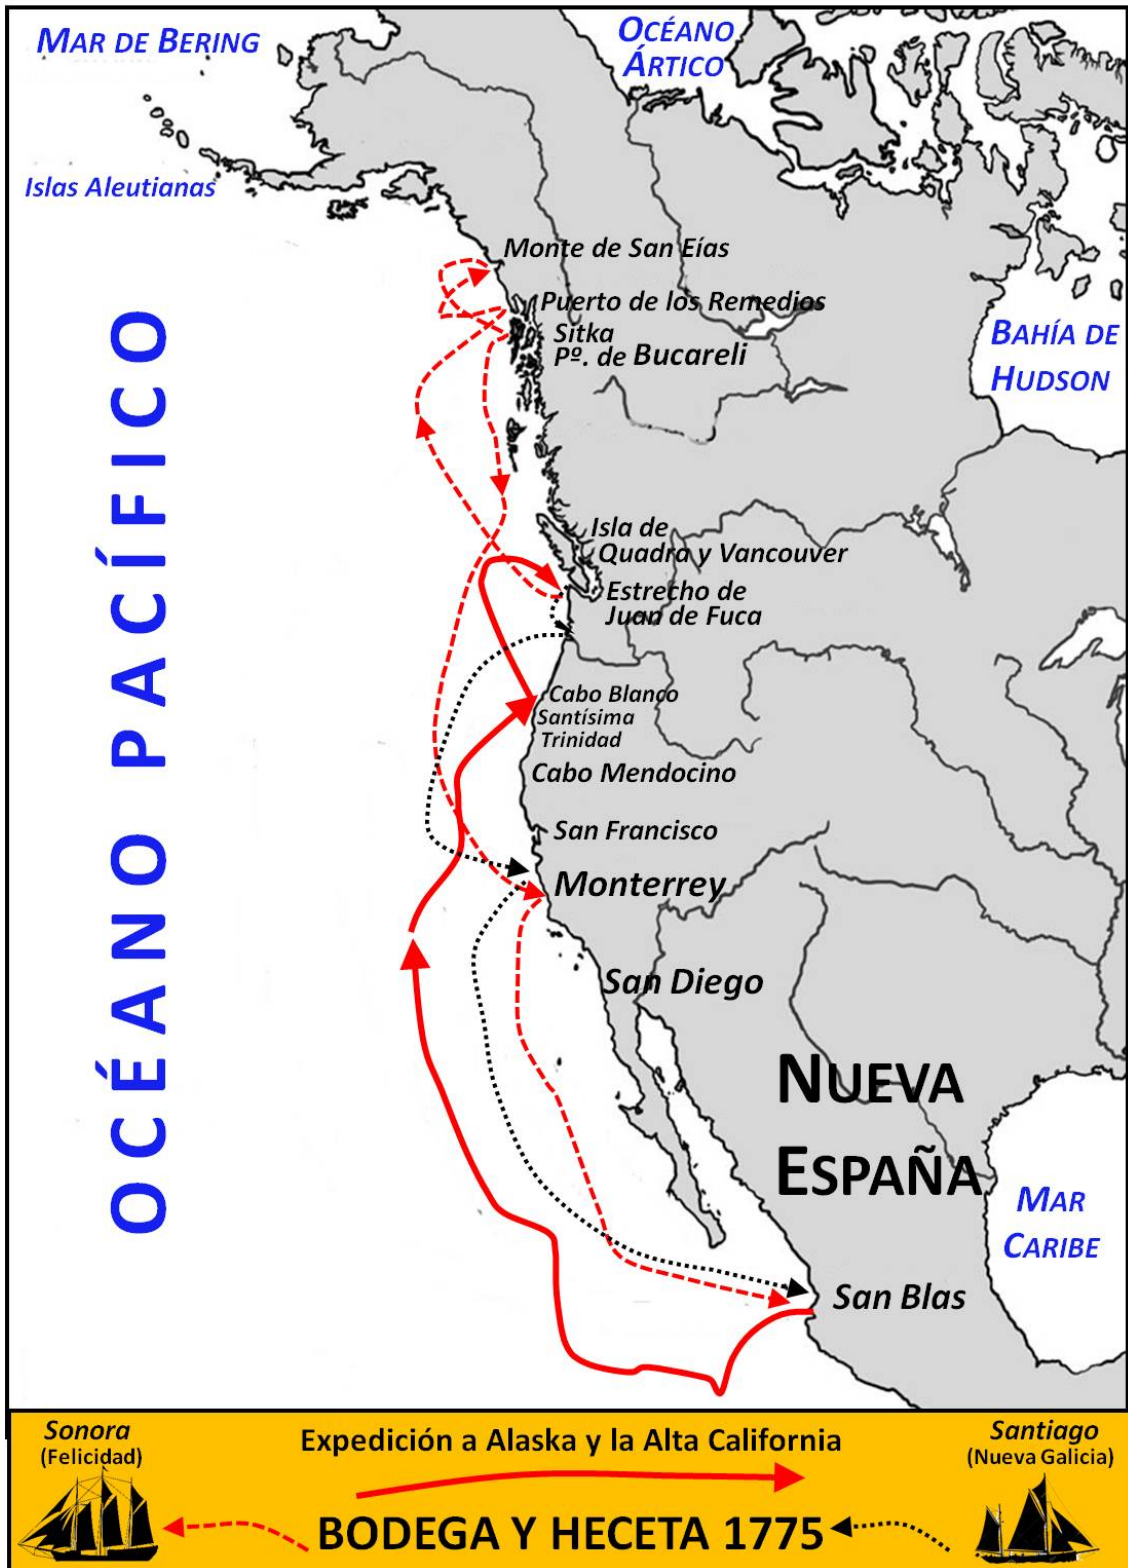 MAR DE BERING
OCÉANO
ÁRTICO
Islas Aleutianas
Monte de San Eías
Puerto de los Remedios
Sitka
Pº. de Bucareli
BAHÍA DE
HUDSON
OCÉANO PACÍFICO
Isla de
Quadra y Vancouver
Estrecho de
Juan de Fuca
Cabo Blanco
Santísima
Trinidad
Cabo Mendocino
San Francisco
Monterrey
San Diego
NUEVA
ESPAÑA
MAR
CARIBE
San Blas
Sonora
(Felicidad)
Expedición a Alaska y la Alta California
Santiago
(Nueva Galicia)
BODEGA Y HECETA 1775